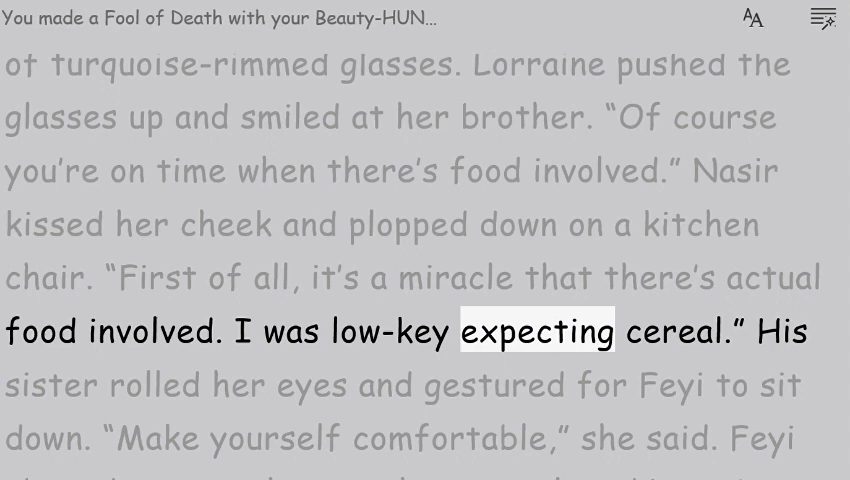 You made a Fool of Death with your Beauty-HUN...
of turquoise-rimmed glasses. Lorraine pushed the
glasses up and smiled at her brother. “Of course
you’re on time when there’s food involved.” Nasir
kissed her cheek and plopped down on a kitchen
chair. “First of all, it’s a miracle that there’s actual
food involved. I was low-key expecting cereal.” His
sister rolled her eyes and gestured for Feyi to sit
down. “Make yourself comfortable,” she said. Feyi